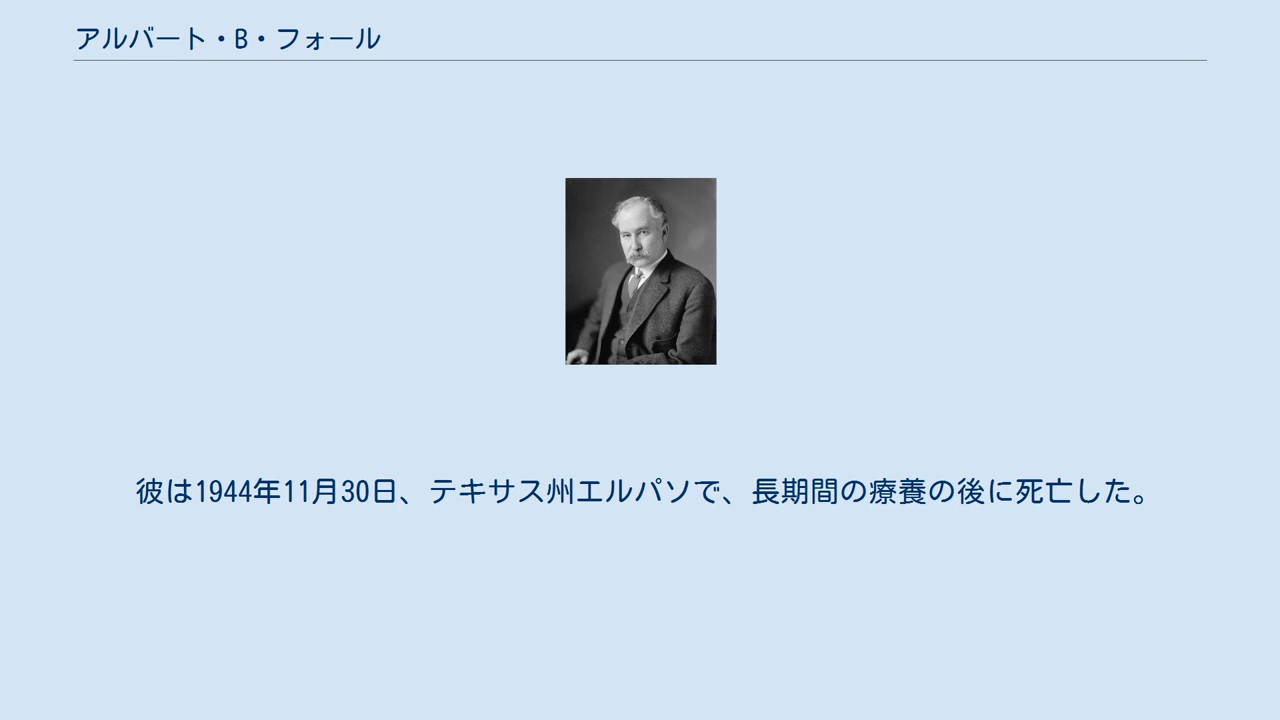 アルバート・B・フォール
彼は1944年11月30日、テキサス州エルパソで、長期間の療養の後に死亡した。